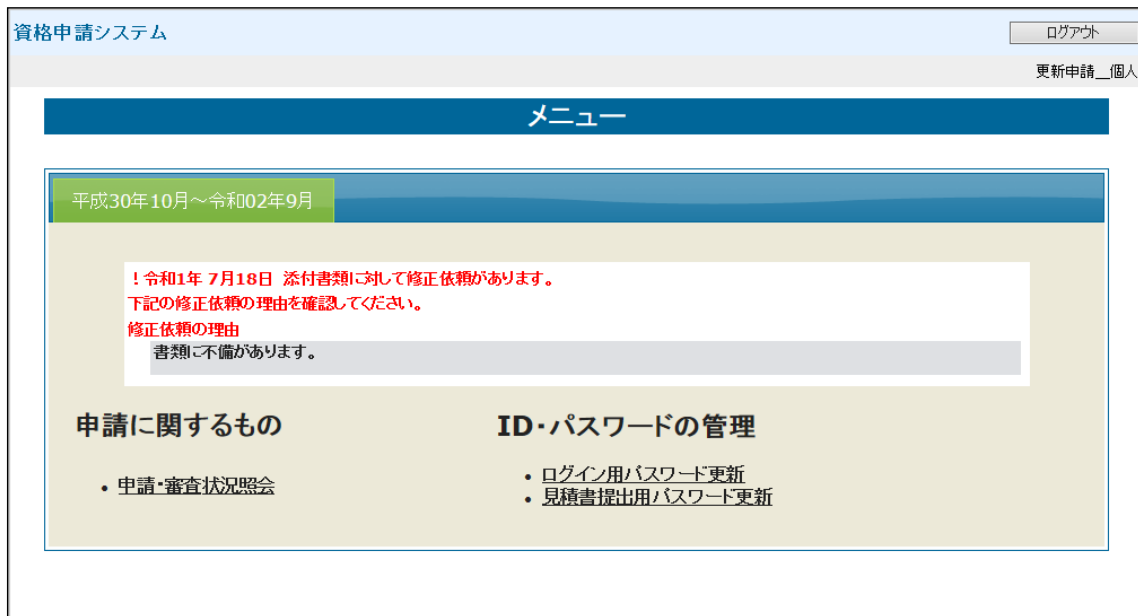 資格申請システム
ログアウト
更新申請__個人
メニュー
平成30年10月～令和02年9月
！令和1年 7月18日 添付書類に対して修正依頼があります。
下記の修正依頼の理由を確認してください。
修正依頼の理由
書類に不備があります。
申請に関するもの
・申請・審査状況照会
ID・パスワードの管理
・ログイン用パスワード更新
・見積書提出用パスワード更新